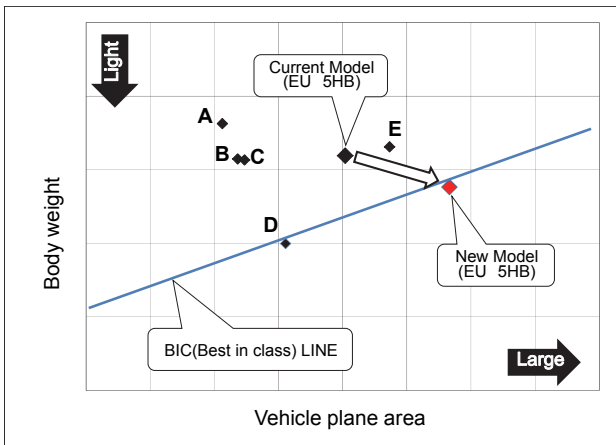 Light
Current Model
(EU 5HB)
A
E
B C
D
New Model
(EU 5HB)
BIC(Best in class) LINE
Large
Body weight
Vehicle plane area